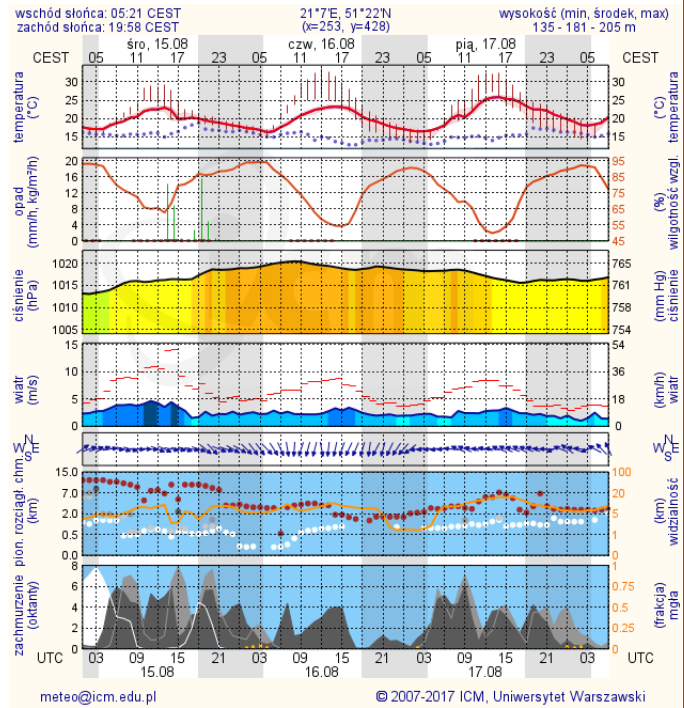 wschód słońca: 05:21 CEST 21°7'E, 51°22'N wysokość (min, środek, max)
zachód słońca: 19:58 CEST (x=253, y=428) 135 - 181 - 205 m
śro, 15.08 czw, 16.08 pią, 17.08
CEST 05 11 17 23 05 11 17 23 05 11 17 23 05 CEST
temperatura (°C) 30 25 20 15 30 25 20 15 temperatura (°C)
opad (mm/h, kg/m²/h) 20 16 12 8 4 0 95 85 75 65 55 45 (%) wilgotność wzgl.
ciśnienie (hPa) 1020 1015 1010 1005 765 761 758 754 (mm Hg) ciśnienie
wiatr (m/s) 15 10 5 0 54 36 18 0 (km/h) wiatr
N W E S N W E S
pion. rozciągł. chm. (km) 15.0 7.0 2.0 0.5 0.0 100 20 5 1 0 (km) widzialność
zachmurzenie (oktanty) 8 6 4 2 0 1 0.75 0.5 0.25 0 (frakcja) mgła
UTC 03 09 15 21 03 09 15 21 03 09 15 21 03 UTC
15.08 16.08 17.08
meteo@icm.edu.pl © 2007-2017 ICM, Uniwersytet Warszawski